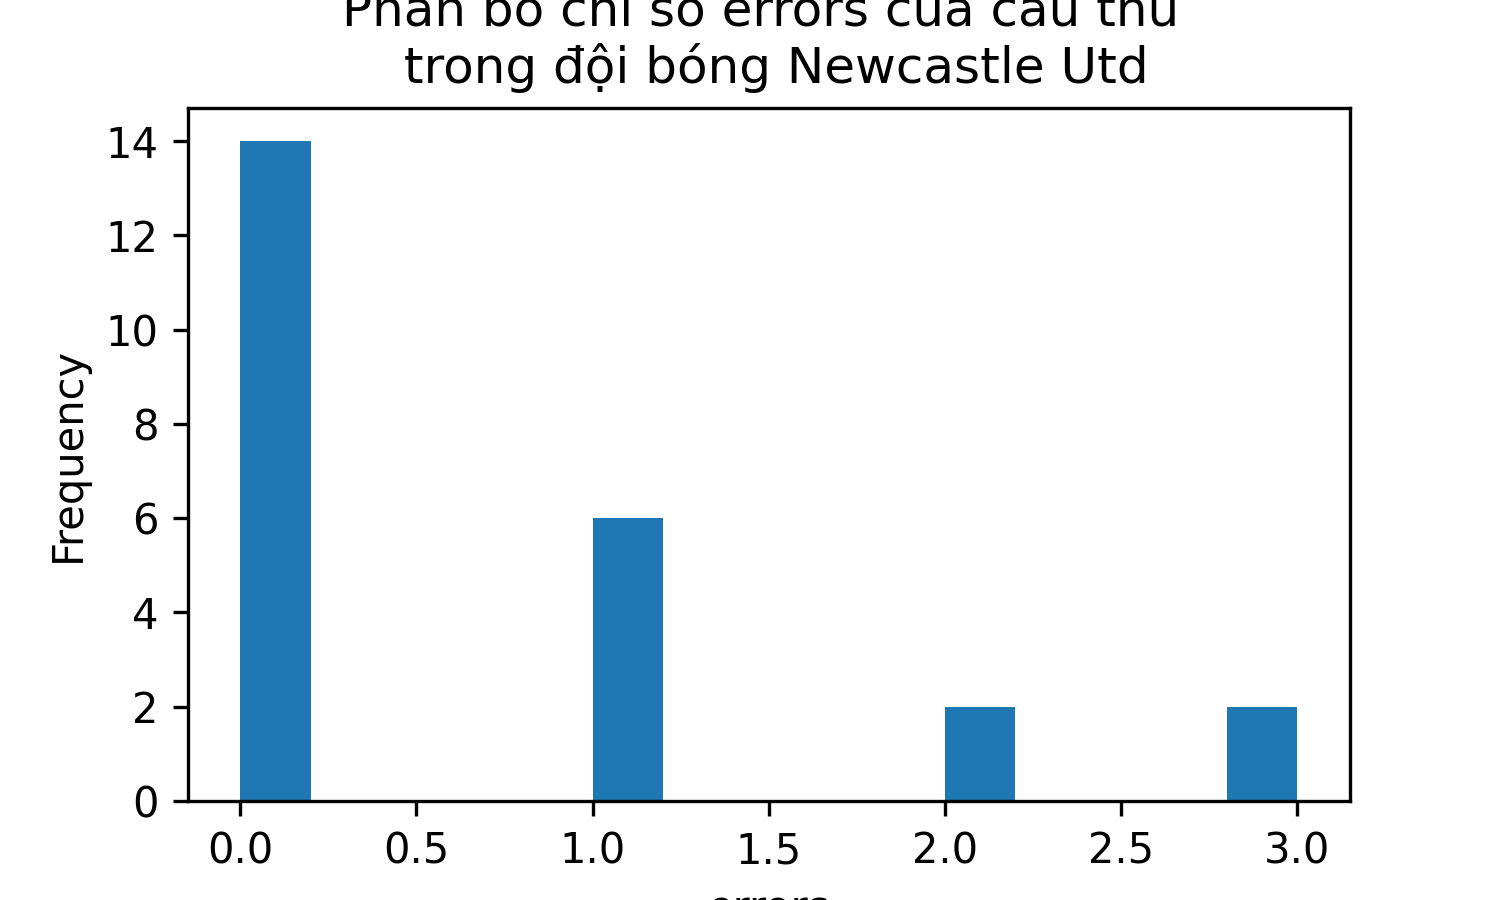 Phân bố chỉ số errors của cầu thủ
trong đội bóng Newcastle Utd
14
12
10
8
6
4
2
0
Frequency
0.0 0.5 1.0 1.5 2.0 2.5 3.0
errors